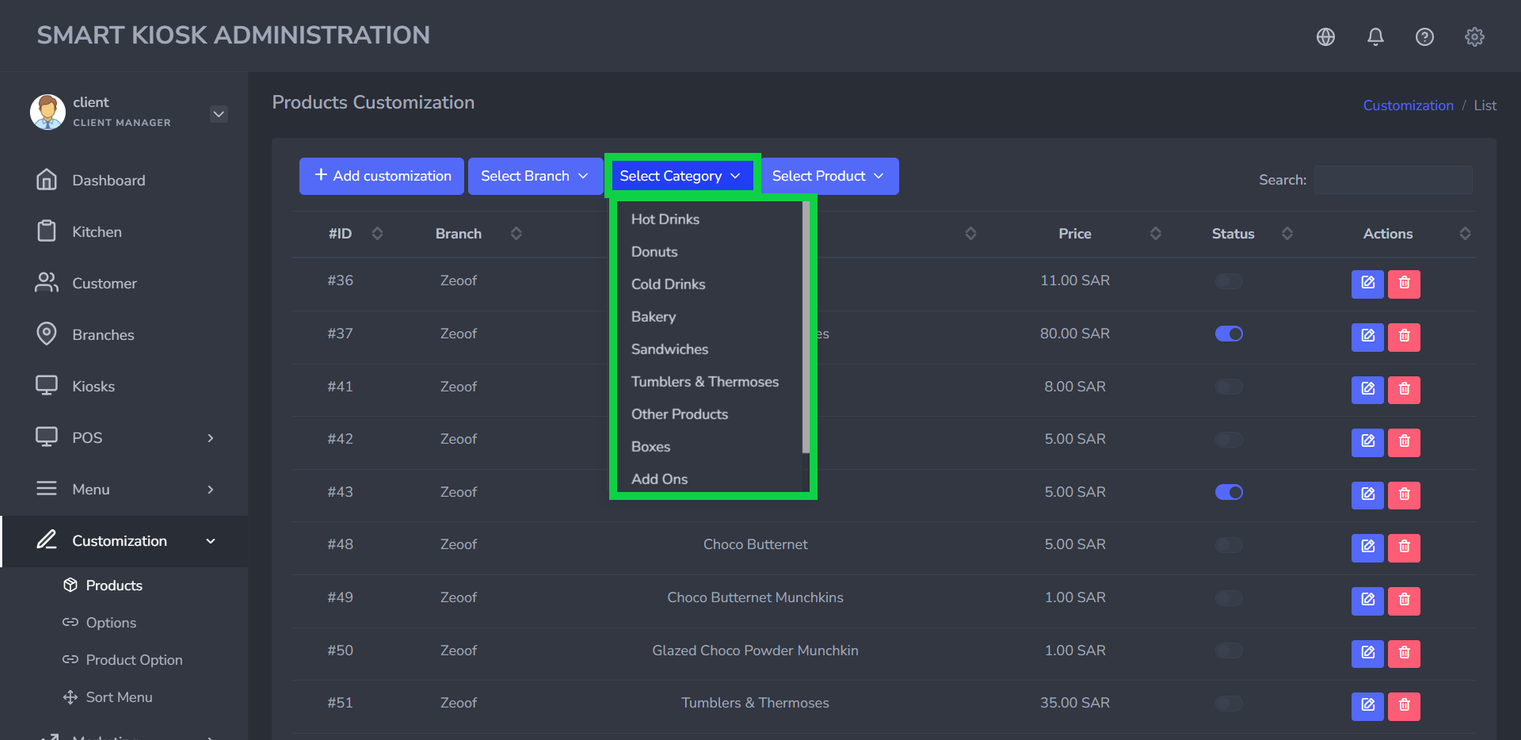 SMART KIOSK ADMINISTRATION
client
CLIENT MANAGER
Dashboard
Kitchen
Customer
Branches
Kiosks
POS
Menu
Customization
Products
Options
Product Option
Sort Menu
Products Customization
Customization / List
+ Add customization Select Branch Select Category Select Product Search:
Hot Drinks
Donuts
Cold Drinks
Bakery
Sandwiches
Tumblers & Thermoses
Other Products
Boxes
Add Ons
#ID Branch Price Status Actions
#36 Zeoof 11.00 SAR
#37 Zeoof es 80.00 SAR
#41 Zeoof 8.00 SAR
#42 Zeoof 5.00 SAR
#43 Zeoof 5.00 SAR
#48 Zeoof Choco Butternet 5.00 SAR
#49 Zeoof Choco Butternet Munchkins 1.00 SAR
#50 Zeoof Glazed Choco Powder Munchkin 1.00 SAR
#51 Zeoof Tumblers & Thermoses 35.00 SAR